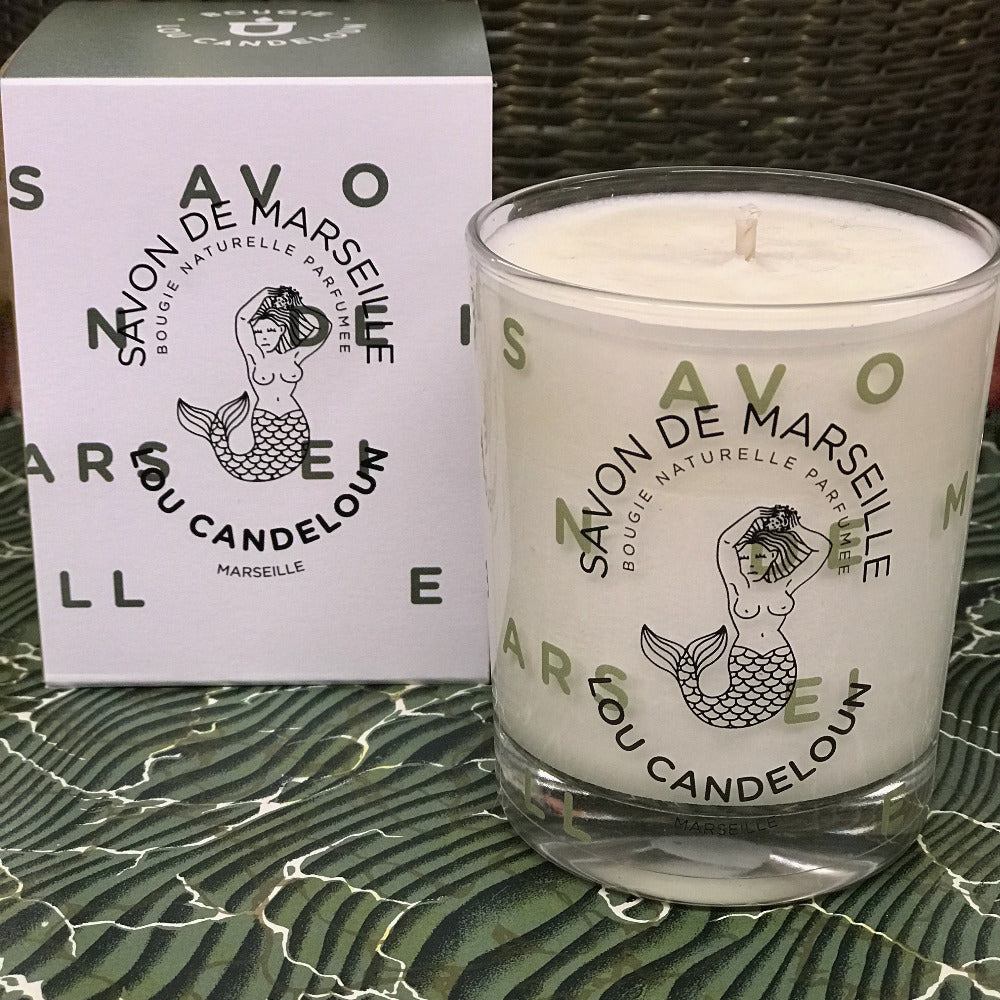 BOUGIE
LOU CANDELOUN
S AVO
SAVON DE MARSEILLE
BOUGIE NATURELLE PARFUMEE
N DE M
ARS EI
LOU CANDELOUN
MARSEILLE
LL E
S AVO
SAVON DE MARSEILLE
BOUGIE NATURELLE PARFUMEE
N DE M
ARS EI
LOU CANDELOUN
MARSEILLE
LL E